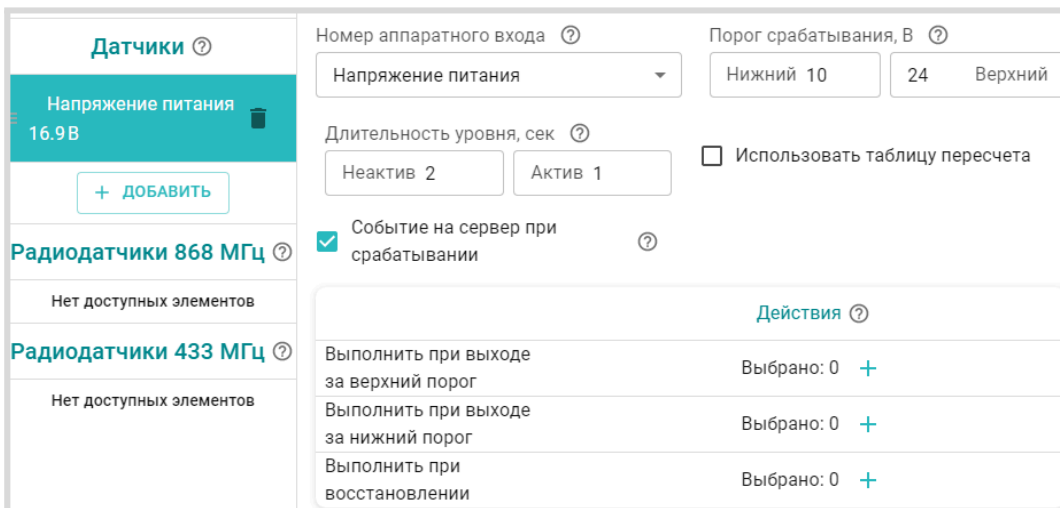 Датчики
Напряжение питания
16.9 В
+ ДОБАВИТЬ
Радиодатчики 868 МГц
Нет доступных элементов
Радиодатчики 433 МГц
Нет доступных элементов
Номер аппаратного входа
Порог срабатывания, В
Напряжение питания
Нижний 10
24 Верхний
Длительность уровня, сек
Неактив 2
Актив 1
Использовать таблицу пересчета
Событие на сервер при
срабатывании
Действия
Выполнить при выходе
за верхний порог
Выбрано: 0 +
Выполнить при выходе
за нижний порог
Выбрано: 0 +
Выполнить при
восстановлении
Выбрано: 0 +